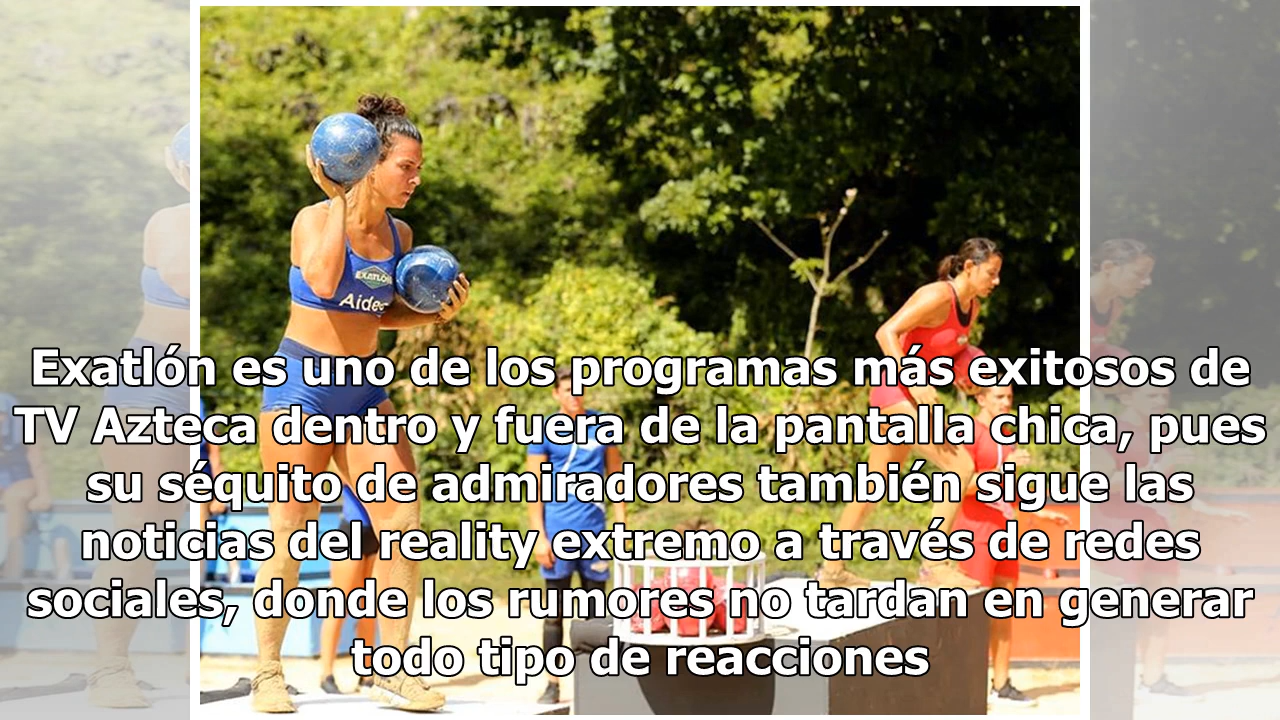 EXATLÓN
Aidee
Exatlón es uno de los programas más exitosos de
TV Azteca dentro y fuera de la pantalla chica, pues
su séquito de admiradores también sigue las
noticias del reality extremo a través de redes
sociales, donde los rumores no tardan en generar
todo tipo de reacciones